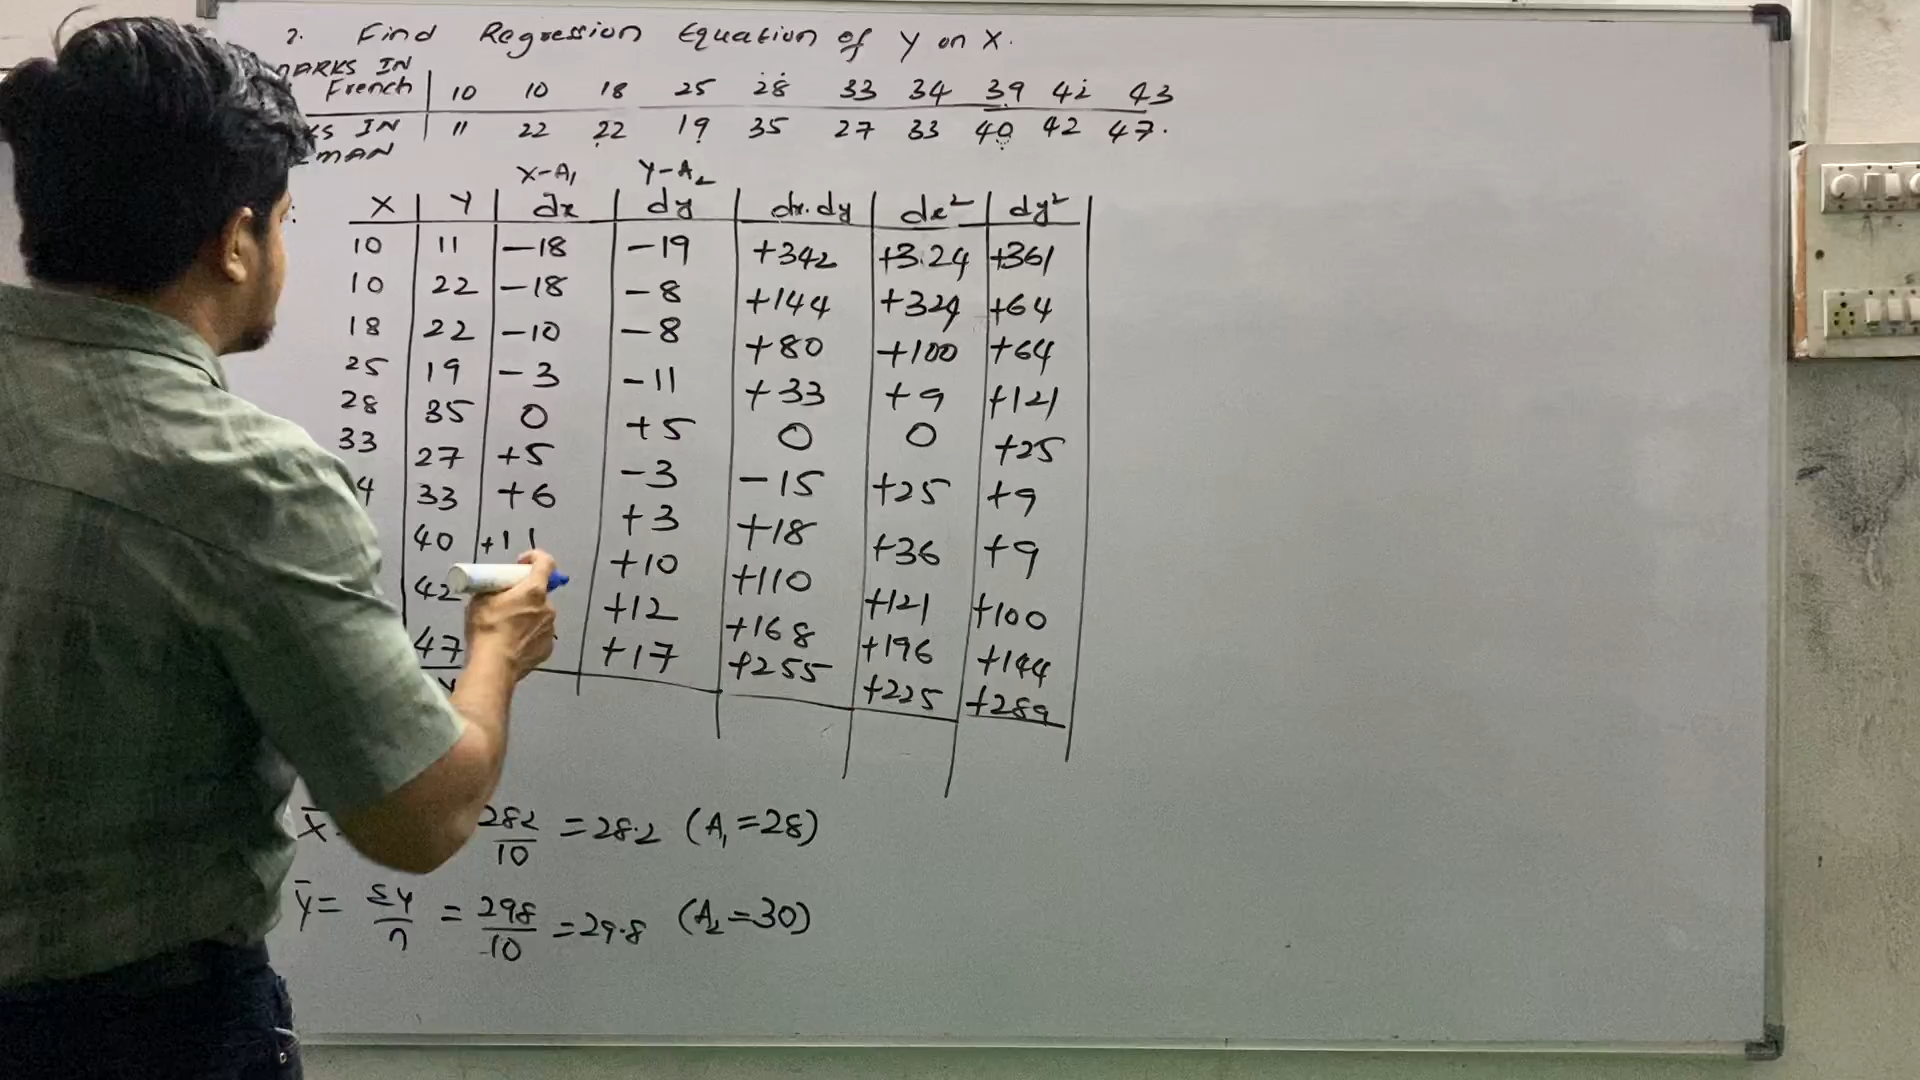 2. Find Regression Equation of Y on X.
MARKS IN
French 10 10 18 25 28 33 34 39 42 43
KS IN 11 22 22 19 35 27 33 40 42 47.
MAN
X-A₁ Y-A₂
X Y dx dy dx.dy dx² dy²
10 11 -18 -19 +342 +3.24 +361
10 22 -18 -8 +144 +324 +64
18 22 -10 -8 +80 +100 +64
25 19 -3 -11 +33 +9 +121
28 35 0 +5 0 0 +25
33 27 +5 -3 -15 +25 +9
4 33 +6 +3 +18 +36 +9
40 +11 +10 +110 +121 +100
42 +12 +168 +196 +144
47 +17 +255 +225 +289
X̄ 282/10 = 28.2 (A₁=28)
Ȳ= ΣY/n = 298/10 = 29.8 (A₂=30)